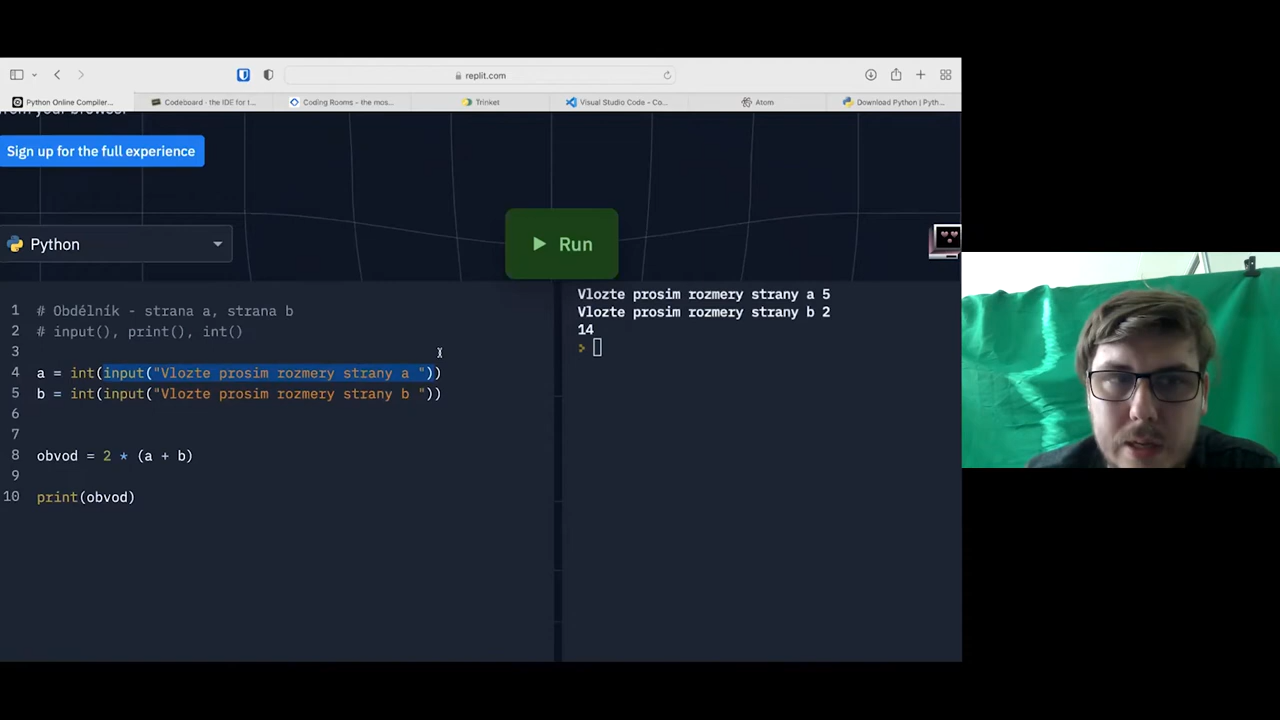 replit.com
Python Online Compiler...
Codeboard - the IDE for t...
Coding Rooms - the mos...
Trinket
Visual Studio Code - Co...
Atom
Download Python | Pyth...
from your browser
Sign up for the full experience
Python
Run
1 # Obdélník - strana a, strana b
2 # input(), print(), int()
3
4 a = int(input("Vlozte prosim rozmery strany a "))
5 b = int(input("Vlozte prosim rozmery strany b "))
6
7
8 obvod = 2 * (a + b)
9
10 print(obvod)
Vlozte prosim rozmery strany a 5
Vlozte prosim rozmery strany b 2
14
>